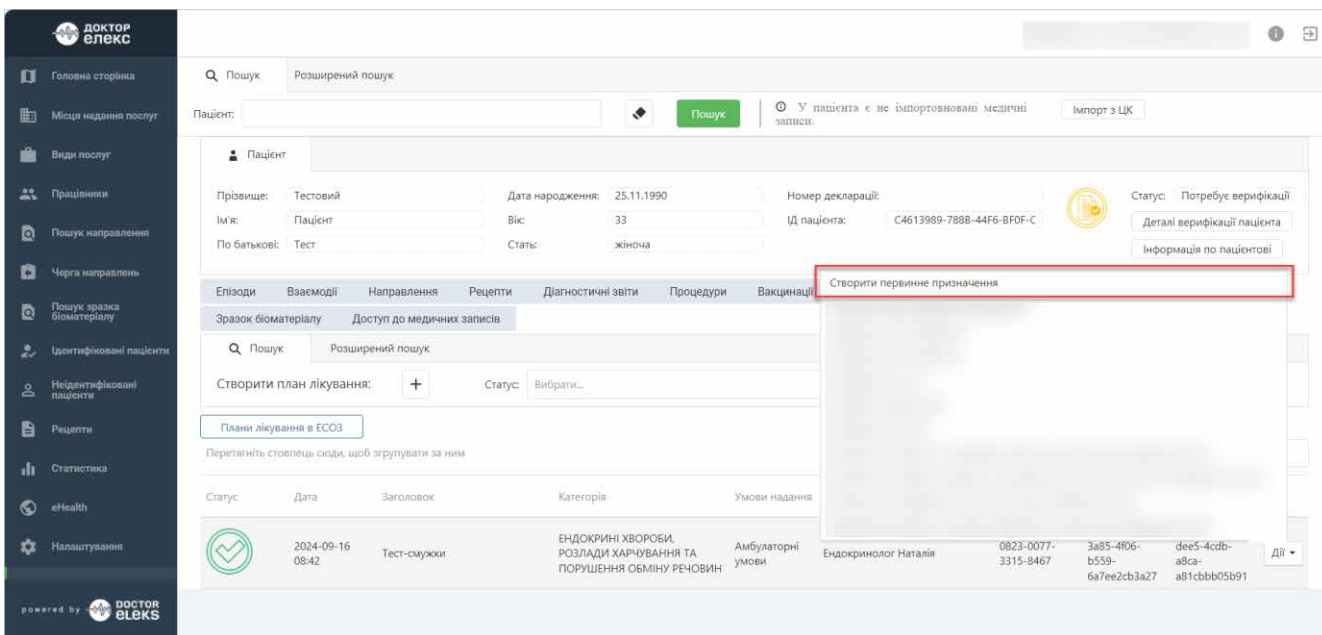 ДОКТОР
елекс
Головна сторінка
Місця надання послуг
Види послуг
Працівники
Пошук направлення
Черга направлень
Пошук зразка
біоматеріалу
Ідентифіковані пацієнти
Неідентифіковані
пацієнти
Рецепти
Статистика
eHealth
Налаштування
powered by DOCTOR
eLeKS
Пошук Розширений пошук
Пацієнт: Пошук У пацієнта є не імпортовновані медичні
записи. Імпорт з ЦК
Пацієнт
Прізвище: Тестовий Дата народження: 25.11.1990 Номер декларації: Статус: Потребує верифікації
Ім'я: Пацієнт Вік: 33 ІД пацієнта: C4613989-788B-44F6-BF0F-C Деталі верифікації пацієнта
По батькові: Тест Стать: жіноча Інформація по пацієнтові
Епізоди Взаємодії Направлення Рецепти Діагностичні звіти Процедури Вакцинації Створити первинне призначення
Зразок біоматеріалу Доступ до медичних записів
Пошук Розширений пошук
Створити план лікування: + Статус: Вибрати...
Плани лікування в ЕСОЗ
Перетягніть стовпець сюди, щоб згрупувати за ним
Статус Дата Заголовок Категорія Умови надання
2024-09-16
08:42 Тест-смужки ЕНДОКРИНІ ХВОРОБИ,
РОЗЛАДИ ХАРЧУВАННЯ ТА
ПОРУШЕННЯ ОБМІНУ РЕЧОВИН Амбулаторні
умови Ендокринолог Наталія 0823-0077-
3315-8467 3a85-4f06-
b559-
6a7ee2cb3a27 dee5-4cdb-
a8ca-
a81cbbb05b91 Дії